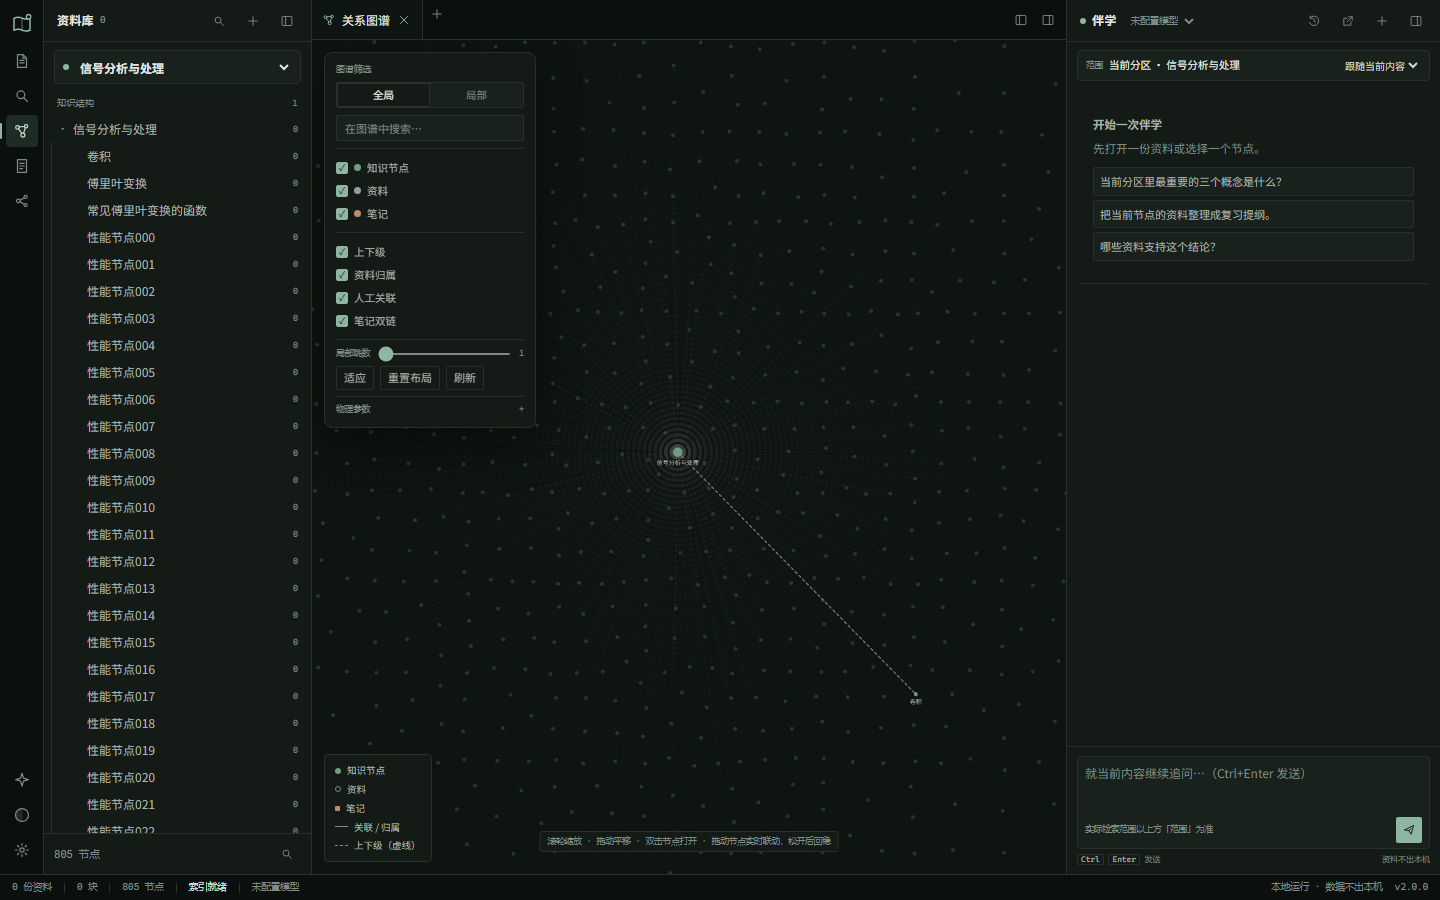 资料库 0
信号分析与处理
知识结构 1
信号分析与处理 0
卷积 0
傅里叶变换 0
常见傅里叶变换的函数 0
性能节点000 0
性能节点001 0
性能节点002 0
性能节点003 0
性能节点004 0
性能节点005 0
性能节点006 0
性能节点007 0
性能节点008 0
性能节点009 0
性能节点010 0
性能节点011 0
性能节点012 0
性能节点013 0
性能节点014 0
性能节点015 0
性能节点016 0
性能节点017 0
性能节点018 0
性能节点019 0
性能节点020 0
性能节点021 0
性能节点022 0
805 节点
关系图谱
图谱筛选
全局 局部
在图谱中搜索…
知识节点
资料
笔记
上下级
资料归属
人工关联
笔记双链
局部跳数 1
适应 重置布局 刷新
物理参数 +
信号分析与处理
卷积
知识节点
资料
笔记
关联 / 归属
上下级（虚线）
滚轮缩放 · 拖动平移 · 双击节点打开 · 拖动节点实时联动，松开后回稳
伴学 未配置模型
范围 当前分区 · 信号分析与处理 跟随当前内容
开始一次伴学
先打开一份资料或选择一个节点。
当前分区里最重要的三个概念是什么？
把当前节点的资料整理成复习提纲。
哪些资料支持这个结论？
就当前内容继续追问…（Ctrl+Enter 发送）
实际检索范围以上方「范围」为准
Ctrl Enter 发送 资料不出本机
0 份资料 0 块 805 节点 索引就绪 未配置模型
本地运行 · 数据不出本机 v2.0.0